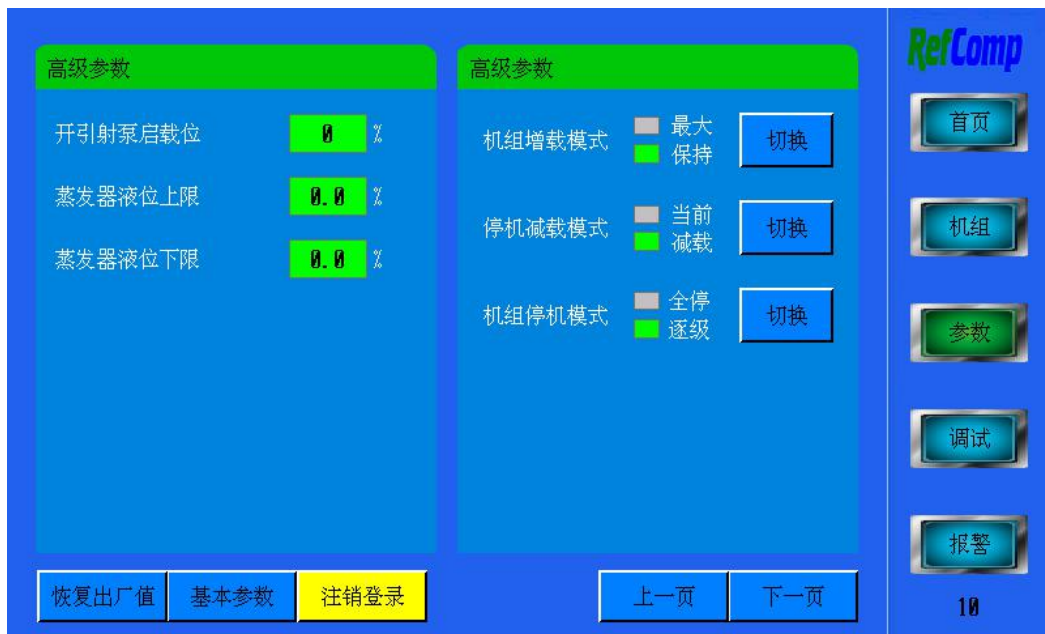 RefComp
高级参数
开引射泵启载位 0 %
蒸发器液位上限 0.0 %
蒸发器液位下限 0.0 %
高级参数
机组增载模式 最大 保持 切换
停机减载模式 当前 减载 切换
机组停机模式 全停 逐级 切换
首页
机组
参数
调试
报警
恢复出厂值 基本参数 注销登录 上一页 下一页
10